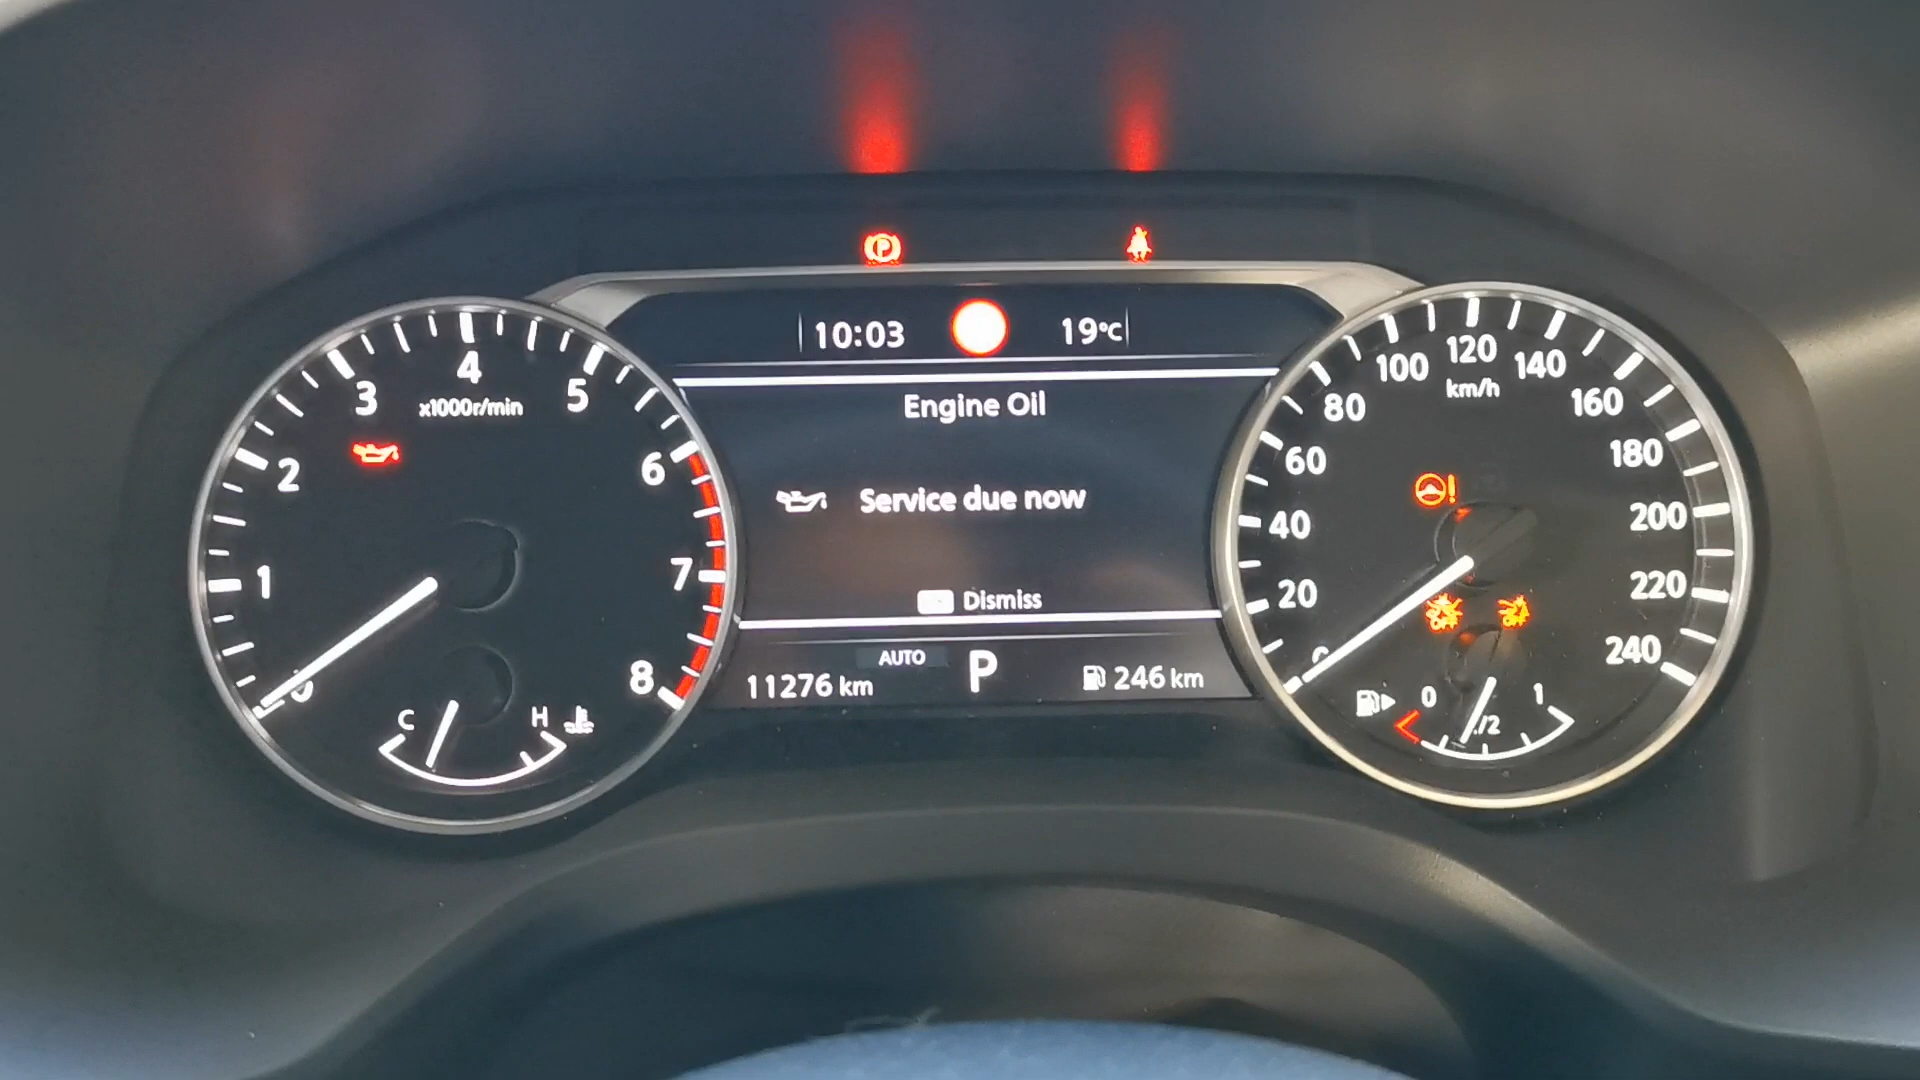 10:03
19°C
Engine Oil
Service due now
Dismiss
AUTO
11276 km
P
246 km
0
1
2
3
4
5
6
7
8
x1000r/min
C
H
20
40
60
80
100
120
140
160
180
200
220
240
km/h
0
1/2
1
P